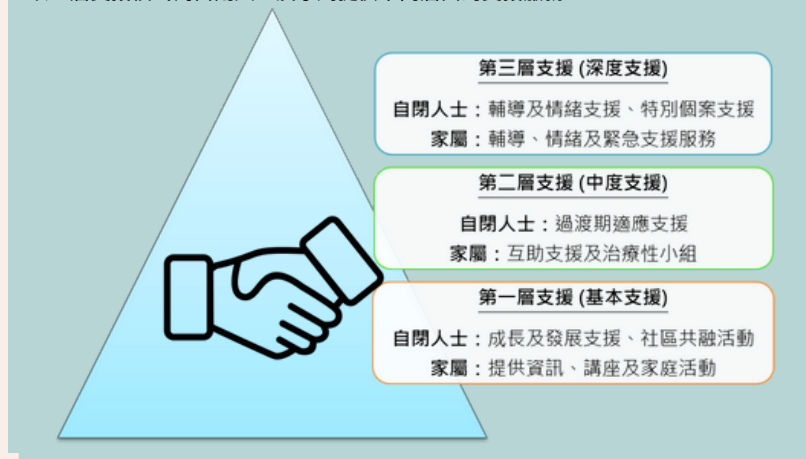 第三層支援 (深度支援)
自閉人士：輔導及情緒支援、特別個案支援
家屬：輔導、情緒及緊急支援服務
第二層支援 (中度支援)
自閉人士：過渡期適應支援
家屬：互助支援及治療性小組
第一層支援 (基本支援)
自閉人士：成長及發展支援、社區共融活動
家屬：提供資訊、講座及家庭活動